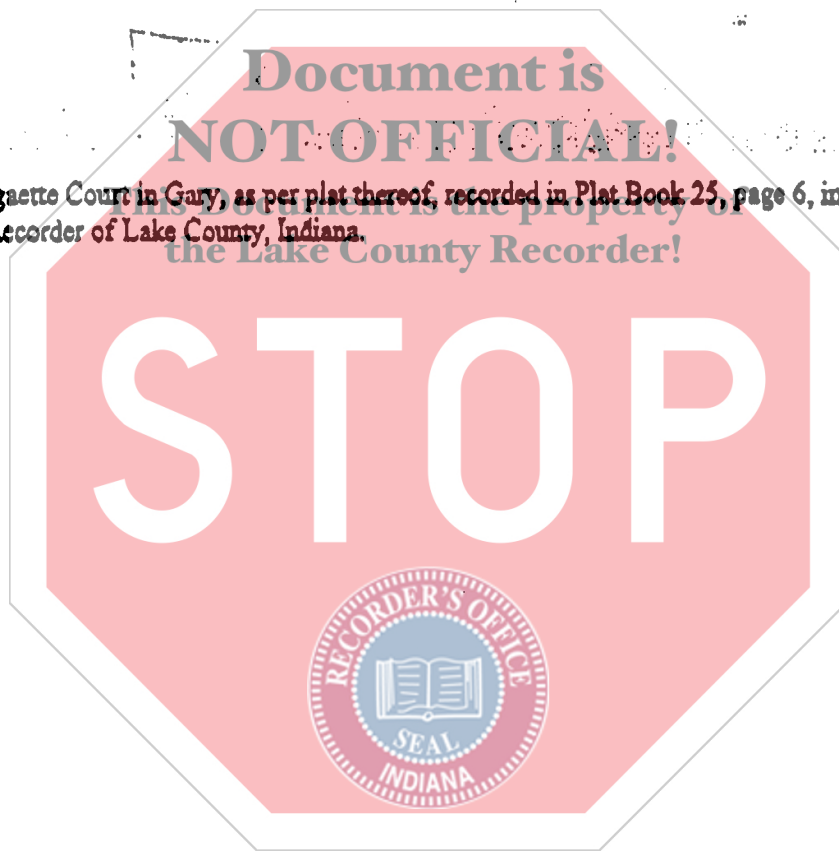 Document is
NOT OFFICIAL!
gaette Court in Gary, as per plat thereof, recorded in Plat Book 25, page 6, in
This Document is the property of
ecorder of Lake County, Indiana.
the Lake County Recorder!
STOP
RECORDER'S OFFICE
SEAL
INDIANA